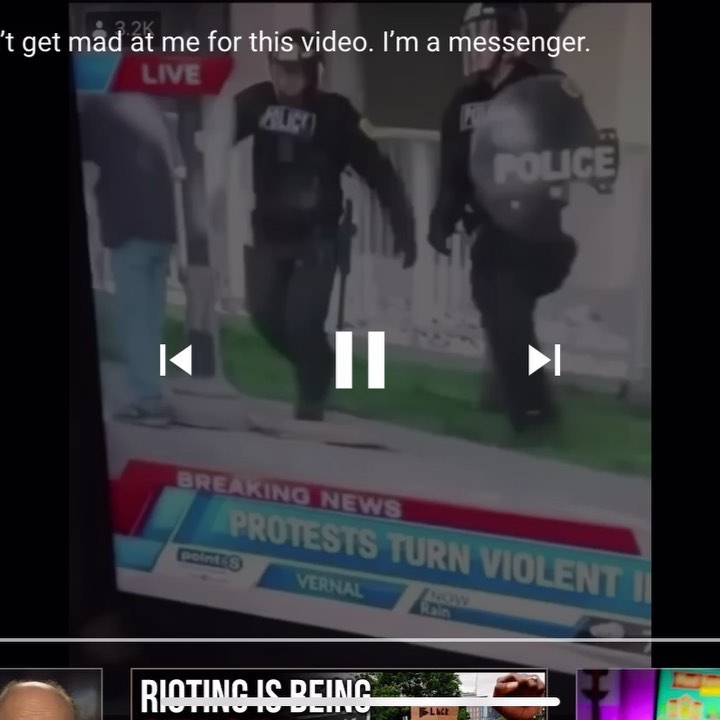 3.2K
't get mad at me for this video. I'm a messenger.
LIVE
POLICE
POLICE
BREAKING NEWS
PROTESTS TURN VIOLENT I
point S
VERNAL
NOW
Rain
RIOTING IS BEING